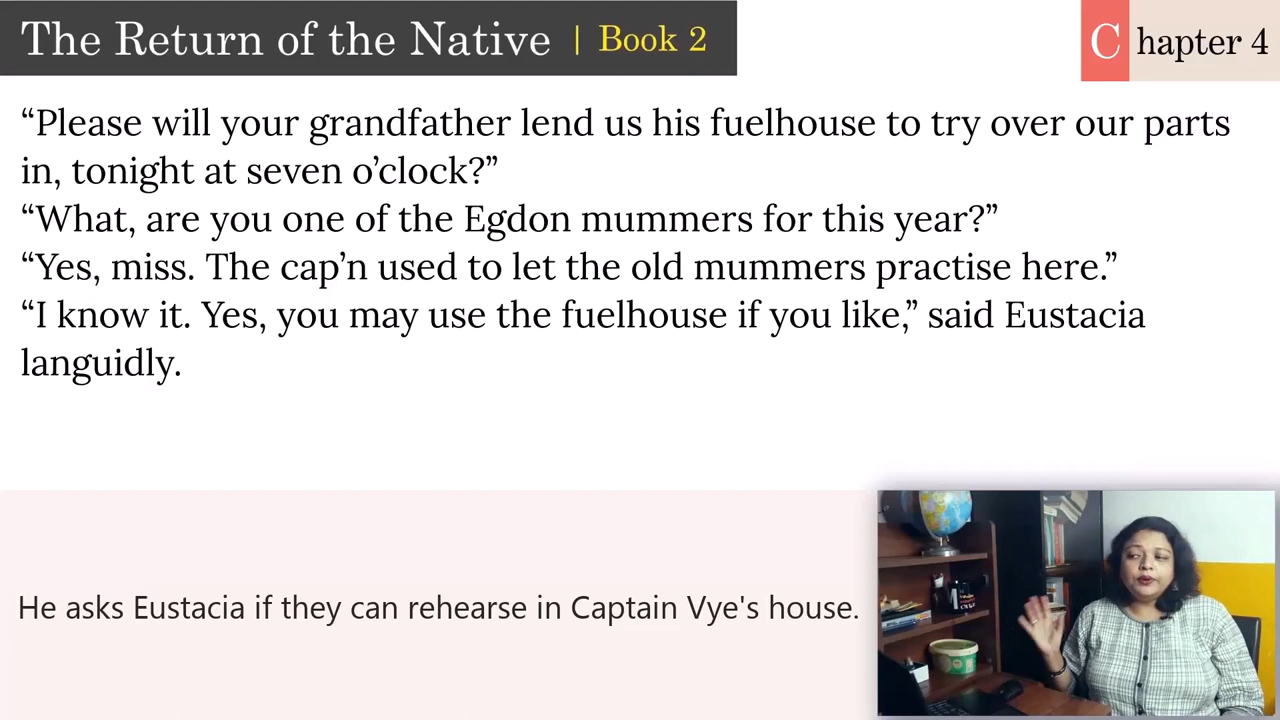 The Return of the Native | Book 2
Chapter 4
“Please will your grandfather lend us his fuelhouse to try over our parts
in, tonight at seven o’clock?”
“What, are you one of the Egdon mummers for this year?”
“Yes, miss. The cap’n used to let the old mummers practise here.”
“I know it. Yes, you may use the fuelhouse if you like,” said Eustacia
languidly.
He asks Eustacia if they can rehearse in Captain Vye's house.